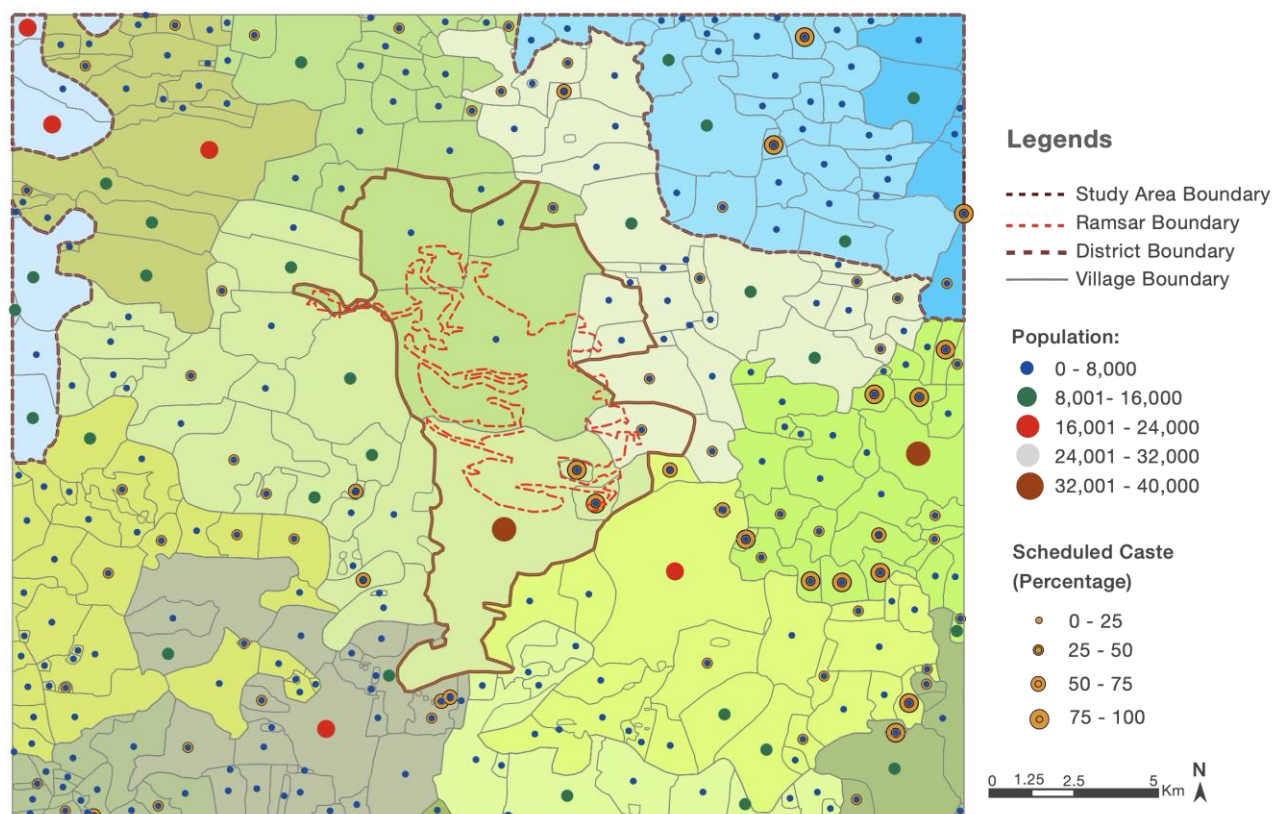 Legends
Study Area Boundary
Ramsar Boundary
District Boundary
Village Boundary
Population:
0 - 8,000
8,001- 16,000
16,001 - 24,000
24,001 - 32,000
32,001 - 40,000
Scheduled Caste
(Percentage)
0 - 25
25 - 50
50 - 75
75 - 100
0 1.25 2.5 5
Km
N